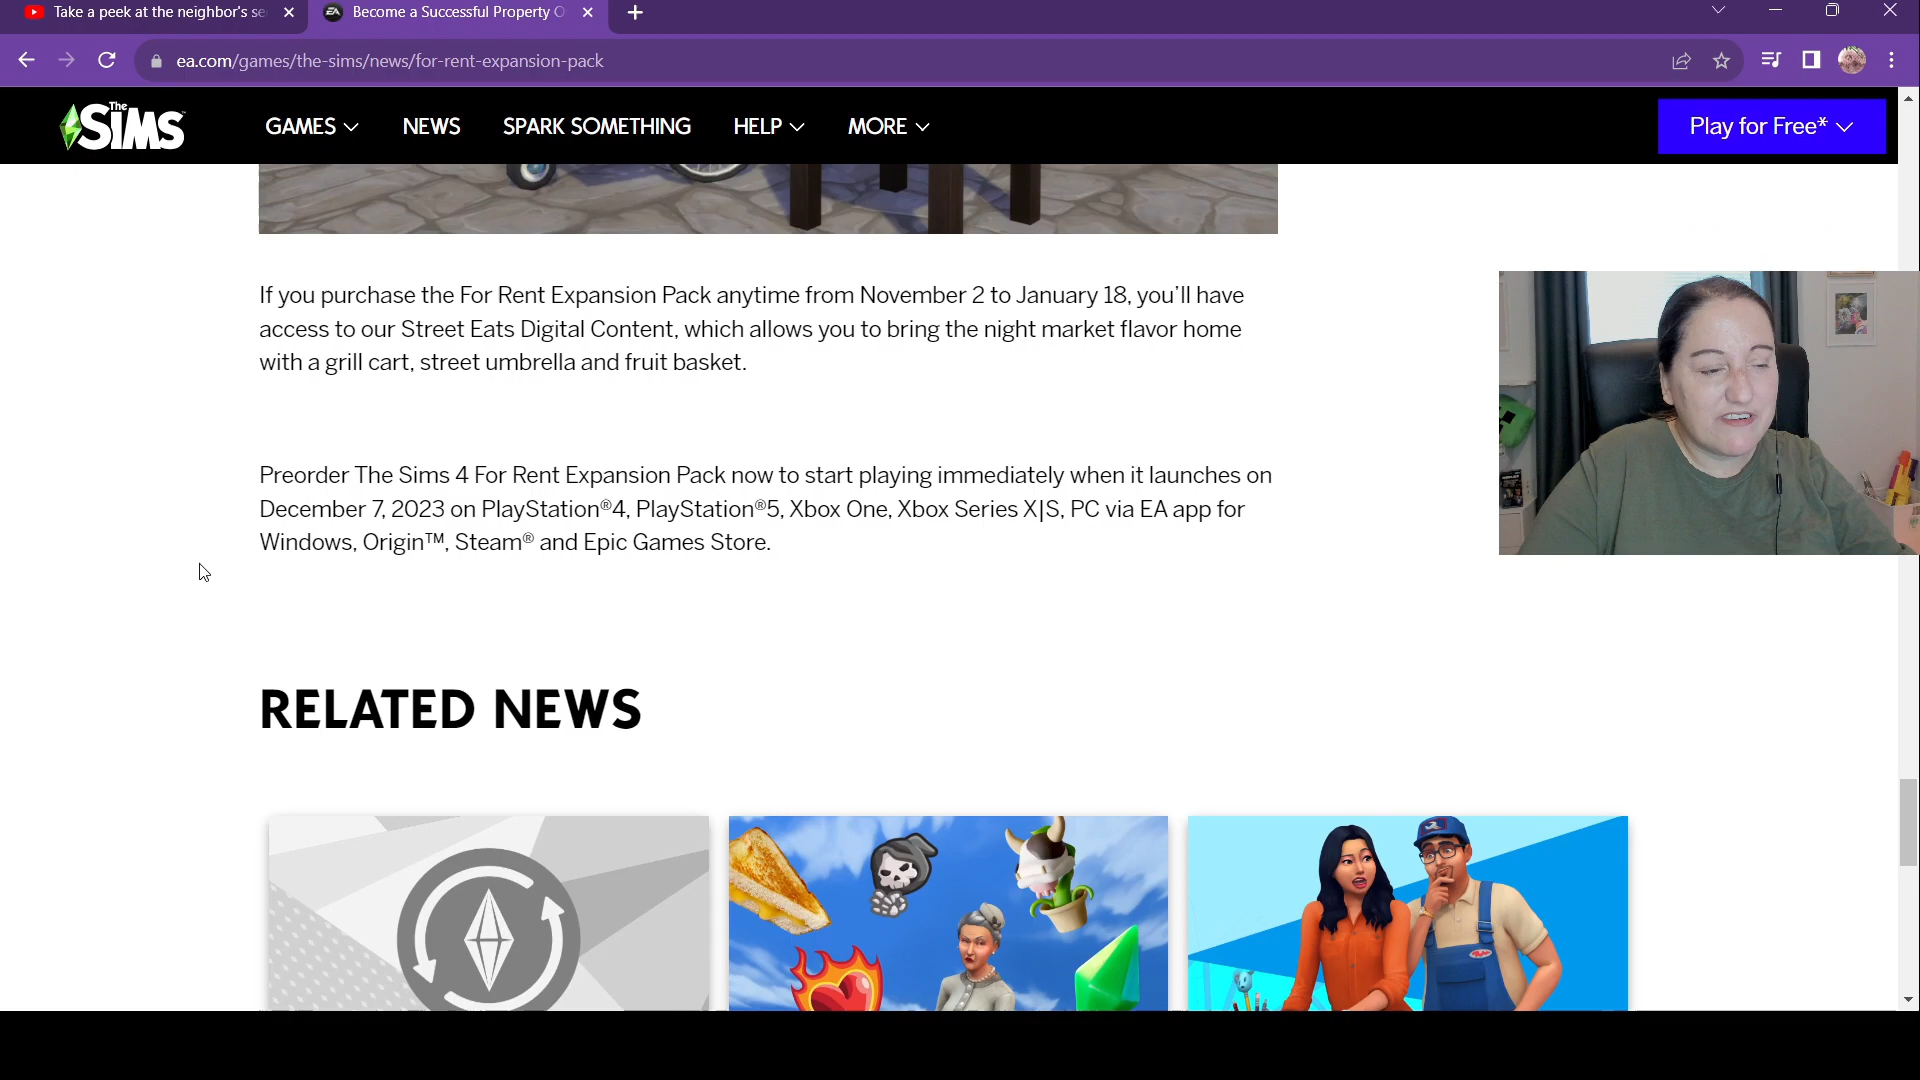 Take a peek at the neighbor's se
Become a Successful Property O
ea.com/games/the-sims/news/for-rent-expansion-pack
The SIMS
GAMES
NEWS
SPARK SOMETHING
HELP
MORE
Play for Free*
If you purchase the For Rent Expansion Pack anytime from November 2 to January 18, you'll have
access to our Street Eats Digital Content, which allows you to bring the night market flavor home
with a grill cart, street umbrella and fruit basket.
Preorder The Sims 4 For Rent Expansion Pack now to start playing immediately when it launches on
December 7, 2023 on PlayStation®4, PlayStation®5, Xbox One, Xbox Series X|S, PC via EA app for
Windows, Origin™, Steam® and Epic Games Store.
RELATED NEWS